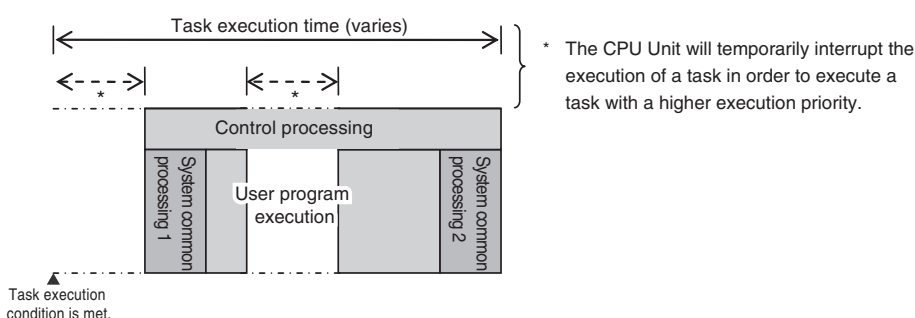 Task execution time (varies)
* The CPU Unit will temporarily interrupt the
execution of a task in order to execute a
task with a higher execution priority.
*
*
Control processing
System common
processing 1
User program
execution
System common
processing 2
Task execution
condition is met.